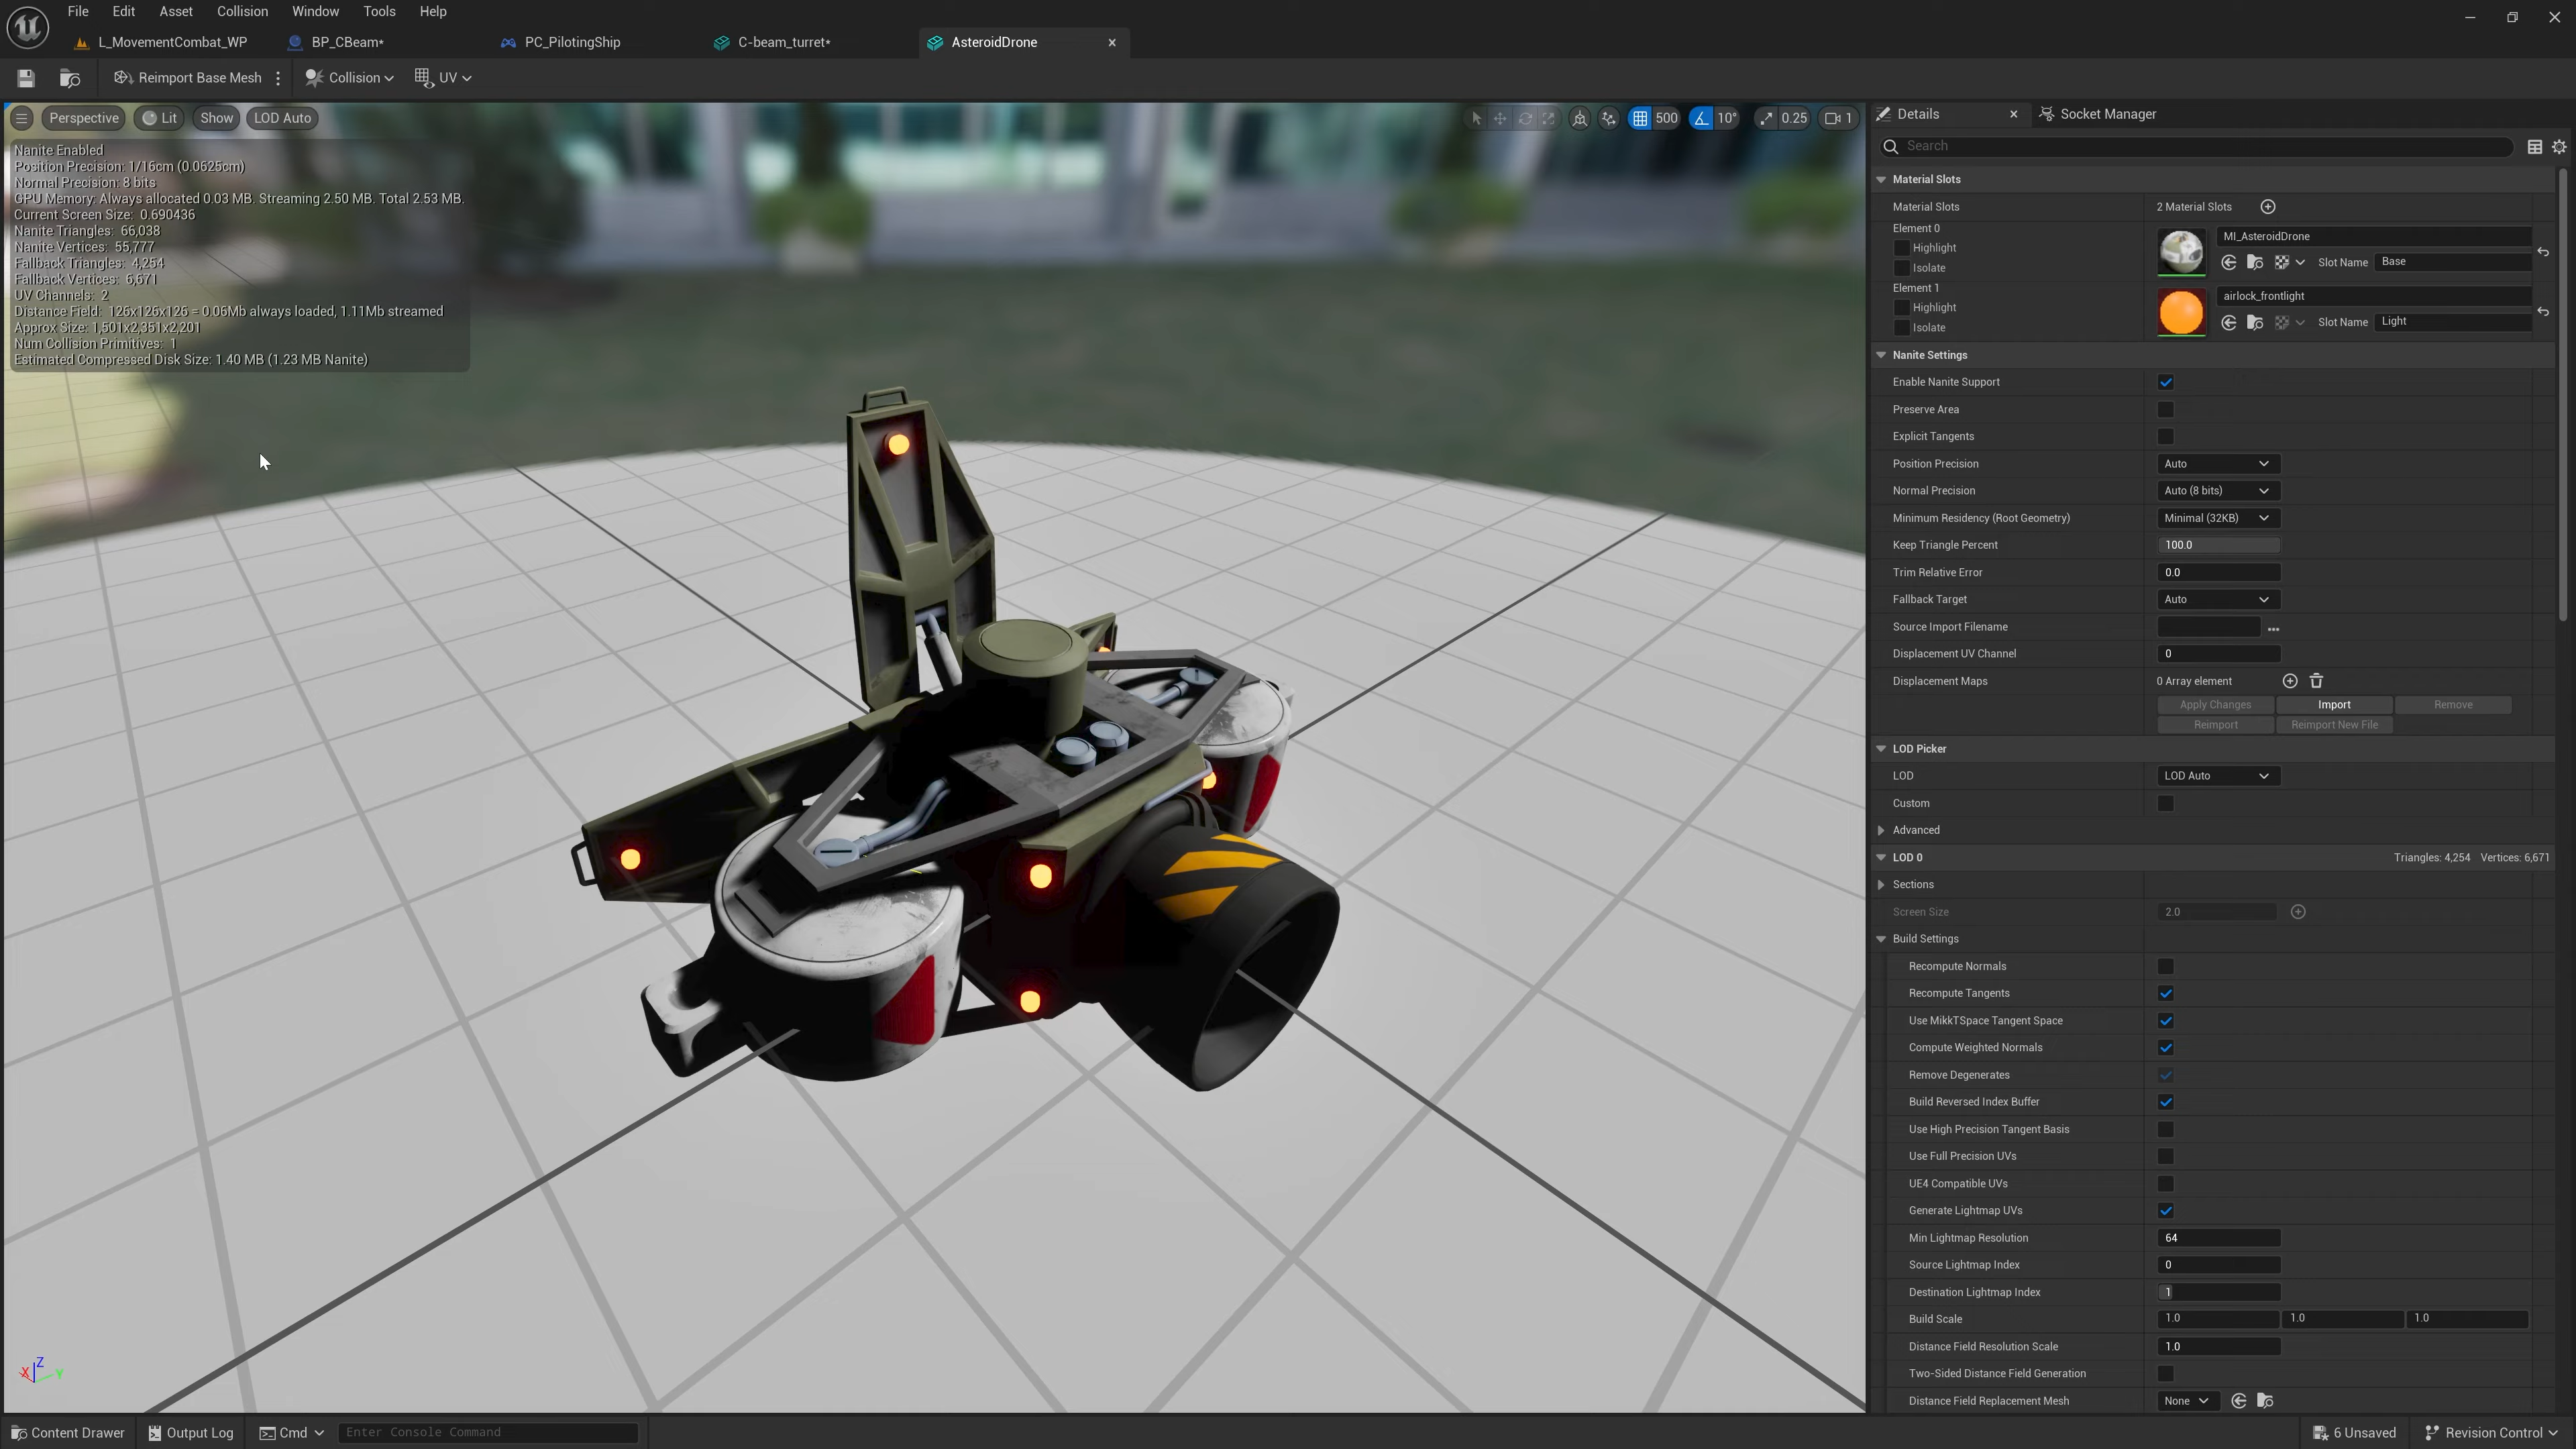 File Edit Asset Collision Window Tools Help
L_MovementCombat_WP BP_CBeam* PC_PilotingShip C-beam_turret* AsteroidDrone
Reimport Base Mesh Collision UV
Perspective Lit Show LOD Auto 500 10° 0.25 1
Nanite Enabled
Position Precision: 1/16cm (0.0625cm)
Normal Precision: 8 bits
GPU Memory: Always allocated 0.03 MB. Streaming 2.50 MB. Total 2.53 MB.
Current Screen Size: 0.690436
Nanite Triangles: 66,038
Nanite Vertices: 55,777
Fallback Triangles: 4,254
Fallback Vertices: 6,671
UV Channels: 2
Distance Field: 126x126x126 = 0.06Mb always loaded, 1.11Mb streamed
Approx Size: 1,501x2,351x2,201
Num Collision Primitives: 1
Estimated Compressed Disk Size: 1.40 MB (1.23 MB Nanite)
X Z Y
Details Socket Manager
Search
Material Slots
Material Slots 2 Material Slots
Element 0 MI_AsteroidDrone
Highlight
Isolate Slot Name Base
Element 1 airlock_frontlight
Highlight
Isolate Slot Name Light
Nanite Settings
Enable Nanite Support
Preserve Area
Explicit Tangents
Position Precision Auto
Normal Precision Auto (8 bits)
Minimum Residency (Root Geometry) Minimal (32KB)
Keep Triangle Percent 100.0
Trim Relative Error 0.0
Fallback Target Auto
Source Import Filename
Displacement UV Channel 0
Displacement Maps 0 Array element
Apply Changes Import Remove
Reimport Reimport New File
LOD Picker
LOD LOD Auto
Custom
Advanced
LOD 0 Triangles: 4,254 Vertices: 6,671
Sections
Screen Size 2.0
Build Settings
Recompute Normals
Recompute Tangents
Use MikkTSpace Tangent Space
Compute Weighted Normals
Remove Degenerates
Build Reversed Index Buffer
Use High Precision Tangent Basis
Use Full Precision UVs
UE4 Compatible UVs
Generate Lightmap UVs
Min Lightmap Resolution 64
Source Lightmap Index 0
Destination Lightmap Index 1
Build Scale 1.0 1.0 1.0
Distance Field Resolution Scale 1.0
Two-Sided Distance Field Generation
Distance Field Replacement Mesh None
Content Drawer Output Log Cmd Enter Console Command 6 Unsaved Revision Control